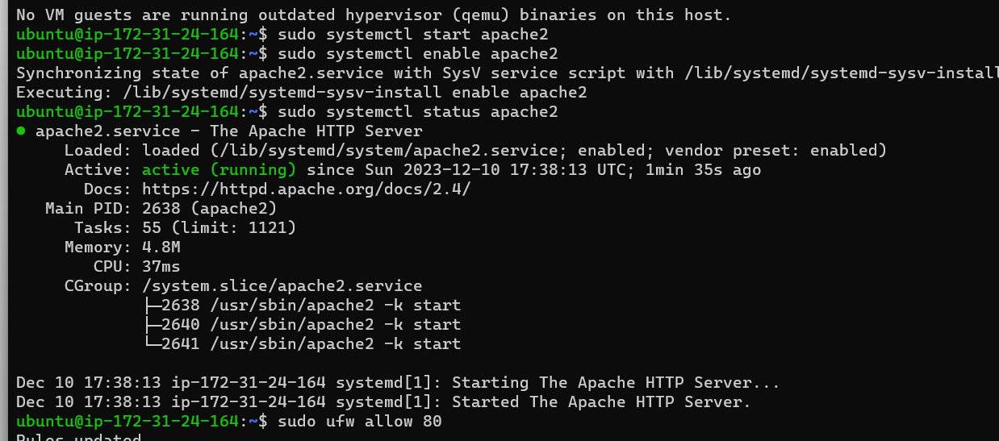 No VM guests are running outdated hypervisor (qemu) binaries on this host.
ubuntu@ip-172-31-24-164:~$ sudo systemctl start apache2
ubuntu@ip-172-31-24-164:~$ sudo systemctl enable apache2
Synchronizing state of apache2.service with SysV service script with /lib/systemd/systemd-sysv-install
Executing: /lib/systemd/systemd-sysv-install enable apache2
ubuntu@ip-172-31-24-164:~$ sudo systemctl status apache2
● apache2.service - The Apache HTTP Server
Loaded: loaded (/lib/systemd/system/apache2.service; enabled; vendor preset: enabled)
Active: active (running) since Sun 2023-12-10 17:38:13 UTC; 1min 35s ago
Docs: https://httpd.apache.org/docs/2.4/
Main PID: 2638 (apache2)
Tasks: 55 (limit: 1121)
Memory: 4.8M
CPU: 37ms
CGroup: /system.slice/apache2.service
├─2638 /usr/sbin/apache2 -k start
├─2640 /usr/sbin/apache2 -k start
└─2641 /usr/sbin/apache2 -k start
Dec 10 17:38:13 ip-172-31-24-164 systemd[1]: Starting The Apache HTTP Server...
Dec 10 17:38:13 ip-172-31-24-164 systemd[1]: Started The Apache HTTP Server.
ubuntu@ip-172-31-24-164:~$ sudo ufw allow 80
Rules updated